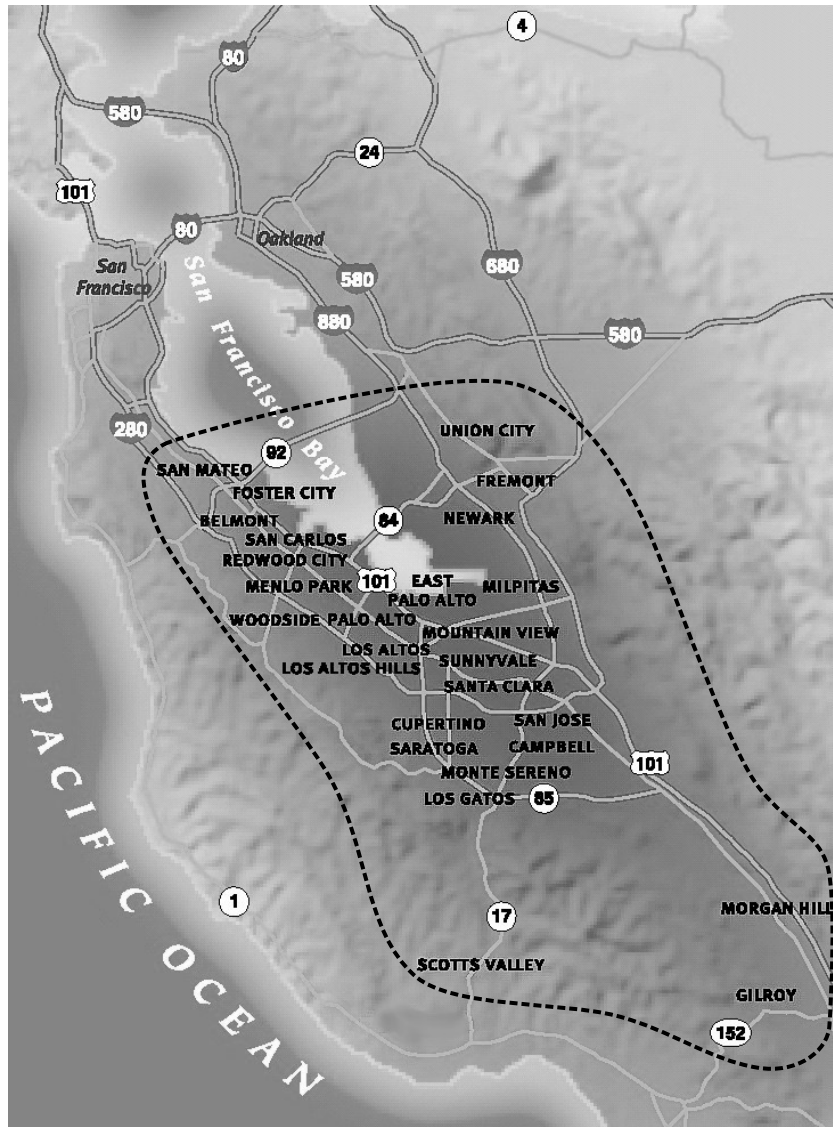 4
80
580
24
101
80
Oakland
San
Francisco
580
680
880
580
San Francisco Bay
280
92
UNION CITY
SAN MATEO
FOSTER CITY
FREMONT
BELMONT
84
NEWARK
SAN CARLOS
REDWOOD CITY
MENLO PARK
101
EAST
PALO ALTO
MILPITAS
WOODSIDE
PALO ALTO
MOUNTAIN VIEW
LOS ALTOS
LOS ALTOS HILLS
SUNNYVALE
SANTA CLARA
CUPERTINO
SAN JOSE
SARATOGA
CAMPBELL
MONTE SERENO
101
LOS GATOS
85
PACIFIC OCEAN
1
17
MORGAN HILL
SCOTTS VALLEY
GILROY
152